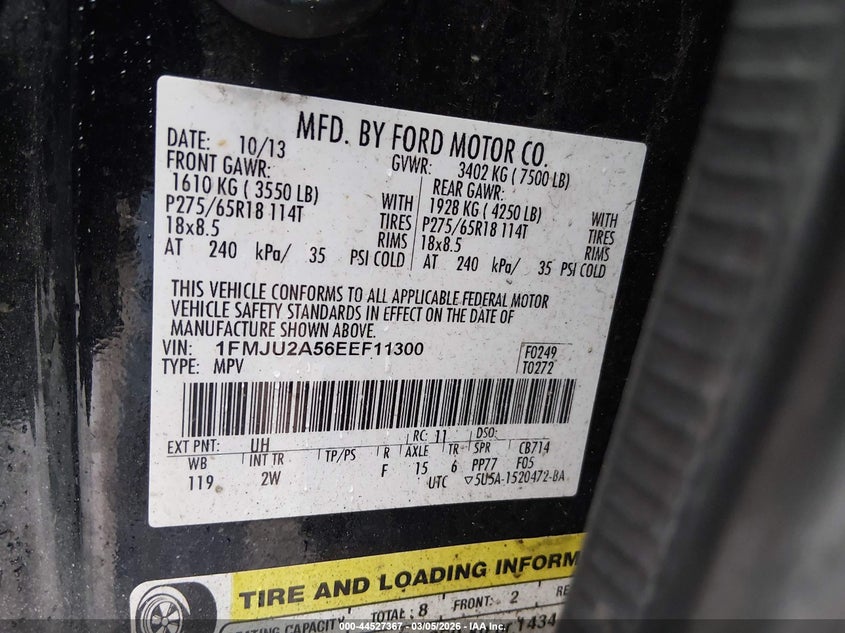 MFD. BY FORD MOTOR CO.
DATE: 10/13
GVWR: 3402 KG ( 7500 LB)
FRONT GAWR:
1610 KG ( 3550 LB)
P275/65R18 114T
18x8.5
AT 240 kPa/ 35 PSI COLD
WITH
TIRES
RIMS
REAR GAWR:
1928 KG ( 4250 LB)
P275/65R18 114T
18x8.5
AT 240 kPa/ 35 PSI COLD
WITH
TIRES
RIMS
THIS VEHICLE CONFORMS TO ALL APPLICABLE FEDERAL MOTOR
VEHICLE SAFETY STANDARDS IN EFFECT ON THE DATE OF
MANUFACTURE SHOWN ABOVE.
VIN: 1FMJU2A56EEF11300
TYPE: MPV
F0249
T0272
EXT PNT: UH RC: 11 DSO:
WB INT TR TP/PS R AXLE TR SPR CB714
119 2W F 15 6 PP77 F05
UTC ▽5U5A-1520472-BA
TIRE AND LOADING INFORM
CAPACITY TOTAL: 8 FRONT: 2 RE
1434
000-44527367 - 03/05/2026 - IAA Inc.